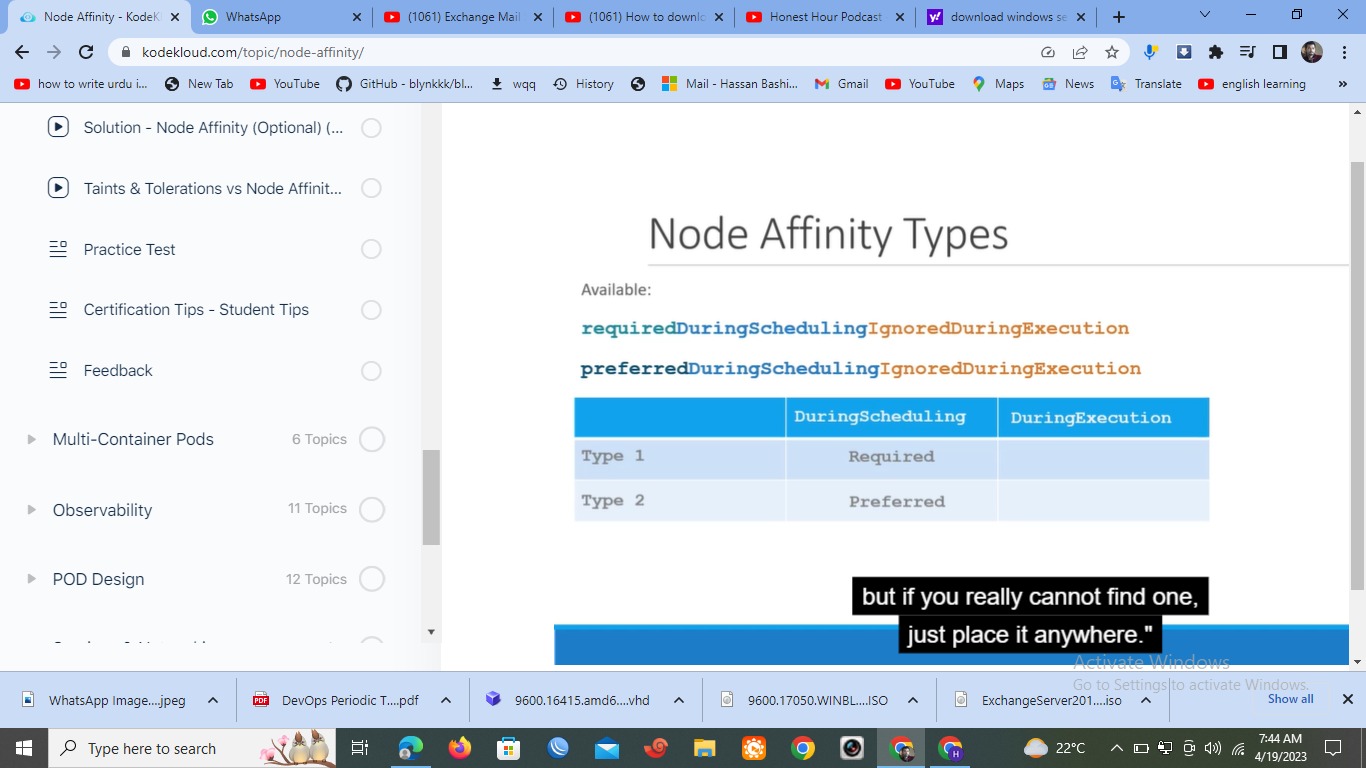 Node Affinity - KodeK
WhatsApp
(1061) Exchange Mail
(1061) How to downlo
Honest Hour Podcast
download windows se
kodekloud.com/topic/node-affinity/
how to write urdu i...
New Tab
YouTube
GitHub - blynkkk/bl...
wqq
History
Mail - Hassan Bashi...
Gmail
YouTube
Maps
News
Translate
english learning
»
Solution - Node Affinity (Optional) (...
Taints & Tolerations vs Node Affinit...
Practice Test
Certification Tips - Student Tips
Feedback
Multi-Container Pods
6 Topics
Observability
11 Topics
POD Design
12 Topics
Node Affinity Types
Available:
requiredDuringSchedulingIgnoredDuringExecution
preferredDuringSchedulingIgnoredDuringExecution
DuringScheduling
DuringExecution
Type 1
Required
Type 2
Preferred
but if you really cannot find one,
just place it anywhere."
Activate Windows
Go to Settings to activate Windows.
WhatsApp Image....jpeg
DevOps Periodic T....pdf
9600.16415.amd6....vhd
9600.17050.WINBL....ISO
ExchangeServer201....iso
Show all
Type here to search
22°C
7:44 AM
4/19/2023